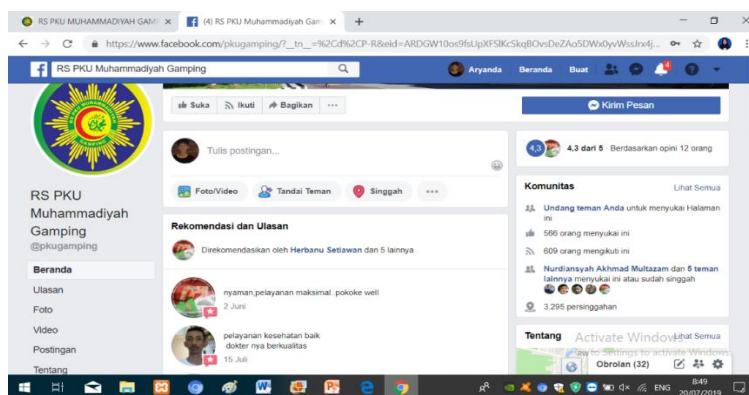 RS PKU MUHAMMADIYAH GAMP
(4) RS PKU Muhammadiyah Gam
https://www.facebook.com/pkugamping/?__tn_=%2Cd%2CP-R&eid=ARDGW10os9fsUpXFSIKcSkqBOvsDeZAo5DWx0yvWssJrx4j...
RS PKU Muhammadiyah Gamping
Aryanda Beranda Buat
4
Suka Ikuti Bagikan ...
Kirim Pesan
Tulis postingan...
Foto/Video Tandai Teman Singgah ...
RS PKU
Muhammadiyah
Gamping
@pkugamping
Beranda
Ulasan
Foto
Video
Postingan
Tentang
Rekomendasi dan Ulasan
Direkomendasikan oleh Herbanu Setiawan dan 5 lainnya
nyaman,pelayanan maksimal..pokoke well
2 Juni
pelayanan kesehatan baik
dokter nya berkualitas
15 Juli
4,3 4,3 dari 5 · Berdasarkan opini 12 orang
Komunitas Lihat Semua
Undang teman Anda untuk menyukai Halaman
ini
566 orang menyukai ini
609 orang mengikuti ini
Nurdiansyah Akhmad Multazam dan 5 teman
lainnya menyukai ini atau sudah singgah
3.295 persinggahan
Tentang Lihat Semua
Activate Windows
to Settings to activate Windows.
Obrolan (32)
ENG
8:49
20/07/2019